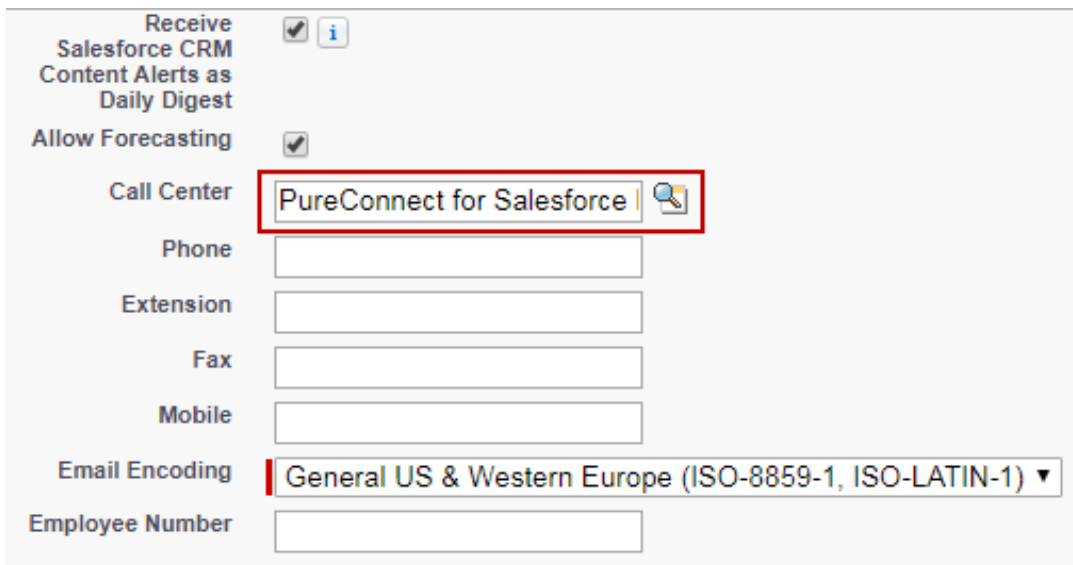 Receive
Salesforce CRM
Content Alerts as
Daily Digest
i
Allow Forecasting
Call Center
PureConnect for Salesforce
Phone
Extension
Fax
Mobile
Email Encoding
General US & Western Europe (ISO-8859-1, ISO-LATIN-1)
Employee Number